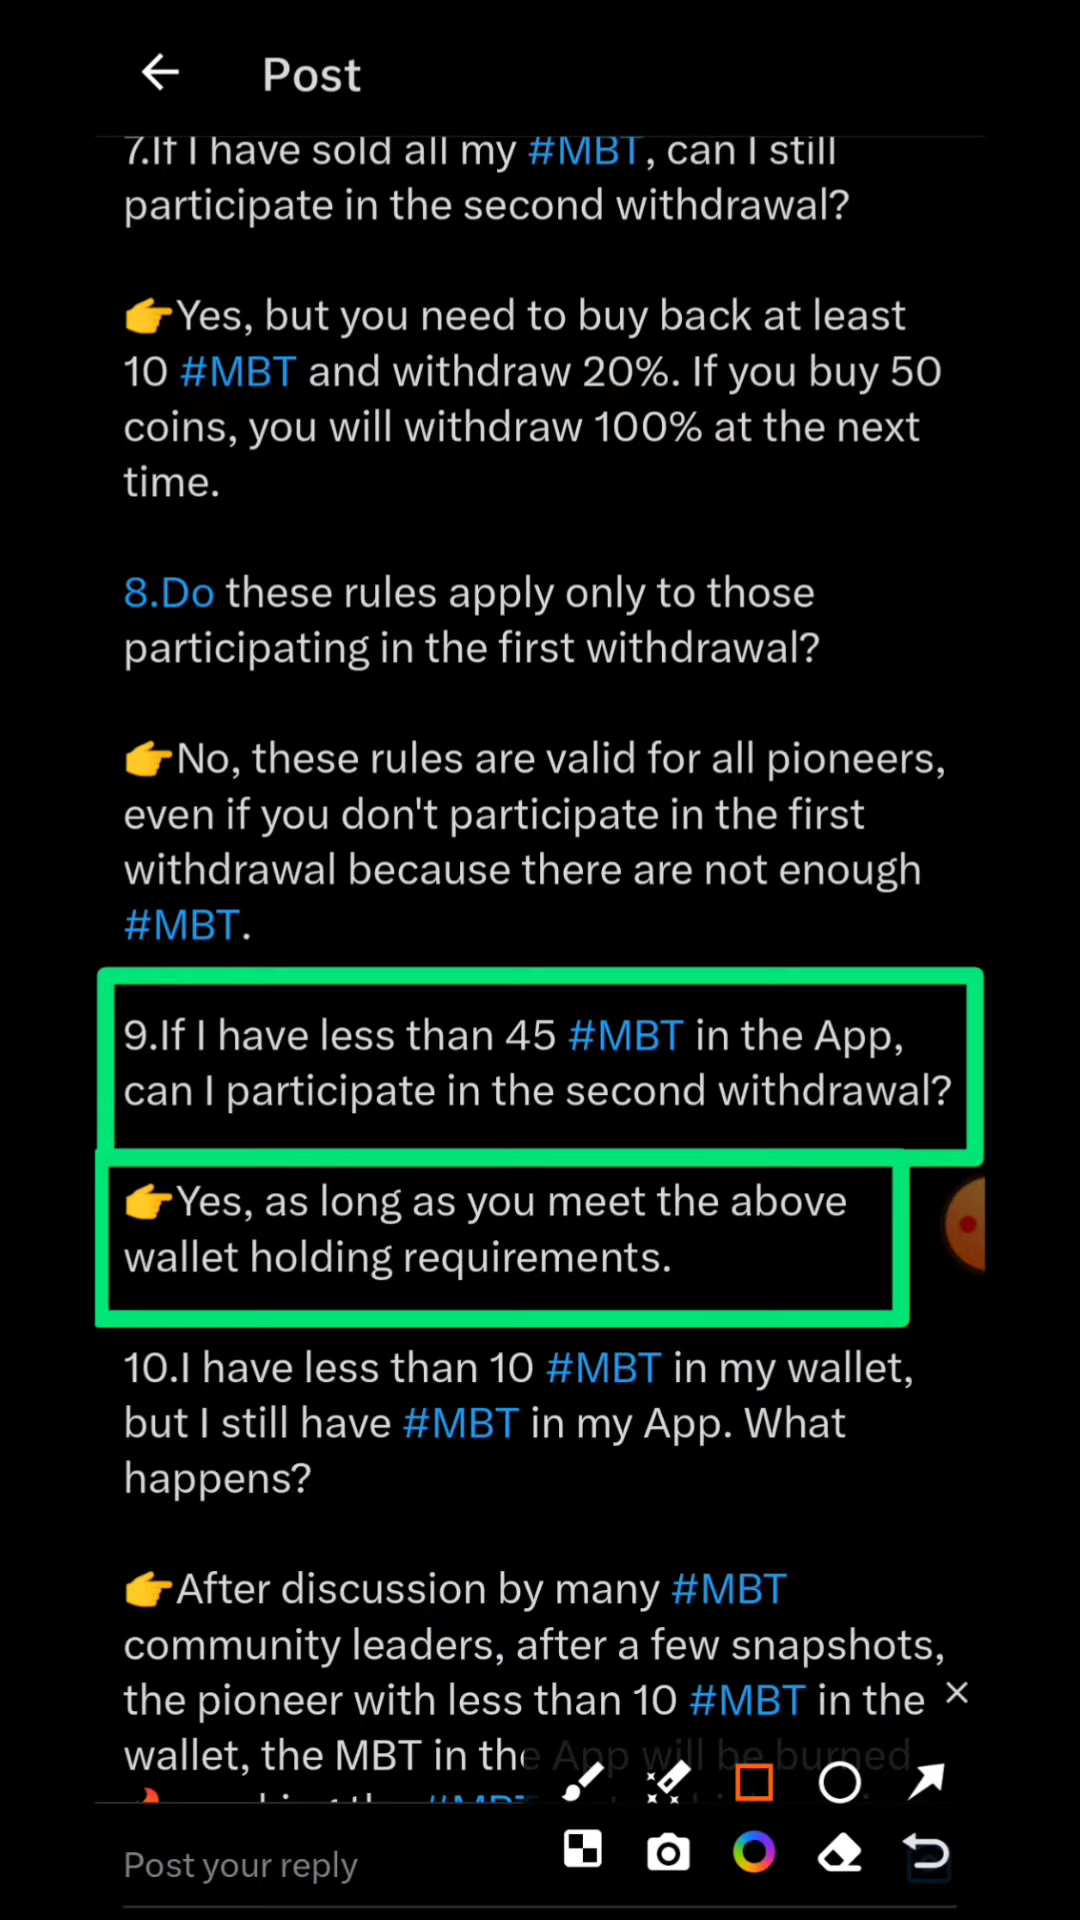 Post
7.If I have sold all my #MBT, can I still
participate in the second withdrawal?
👉Yes, but you need to buy back at least
10 #MBT and withdraw 20%. If you buy 50
coins, you will withdraw 100% at the next
time.
8.Do these rules apply only to those
participating in the first withdrawal?
👉No, these rules are valid for all pioneers,
even if you don't participate in the first
withdrawal because there are not enough
#MBT.
9.If I have less than 45 #MBT in the App,
can I participate in the second withdrawal?
👉Yes, as long as you meet the above
wallet holding requirements.
10.I have less than 10 #MBT in my wallet,
but I still have #MBT in my App. What
happens?
👉After discussion by many #MBT
community leaders, after a few snapshots,
the pioneer with less than 10 #MBT in the
wallet, the MBT in the App will be burned
Post your reply